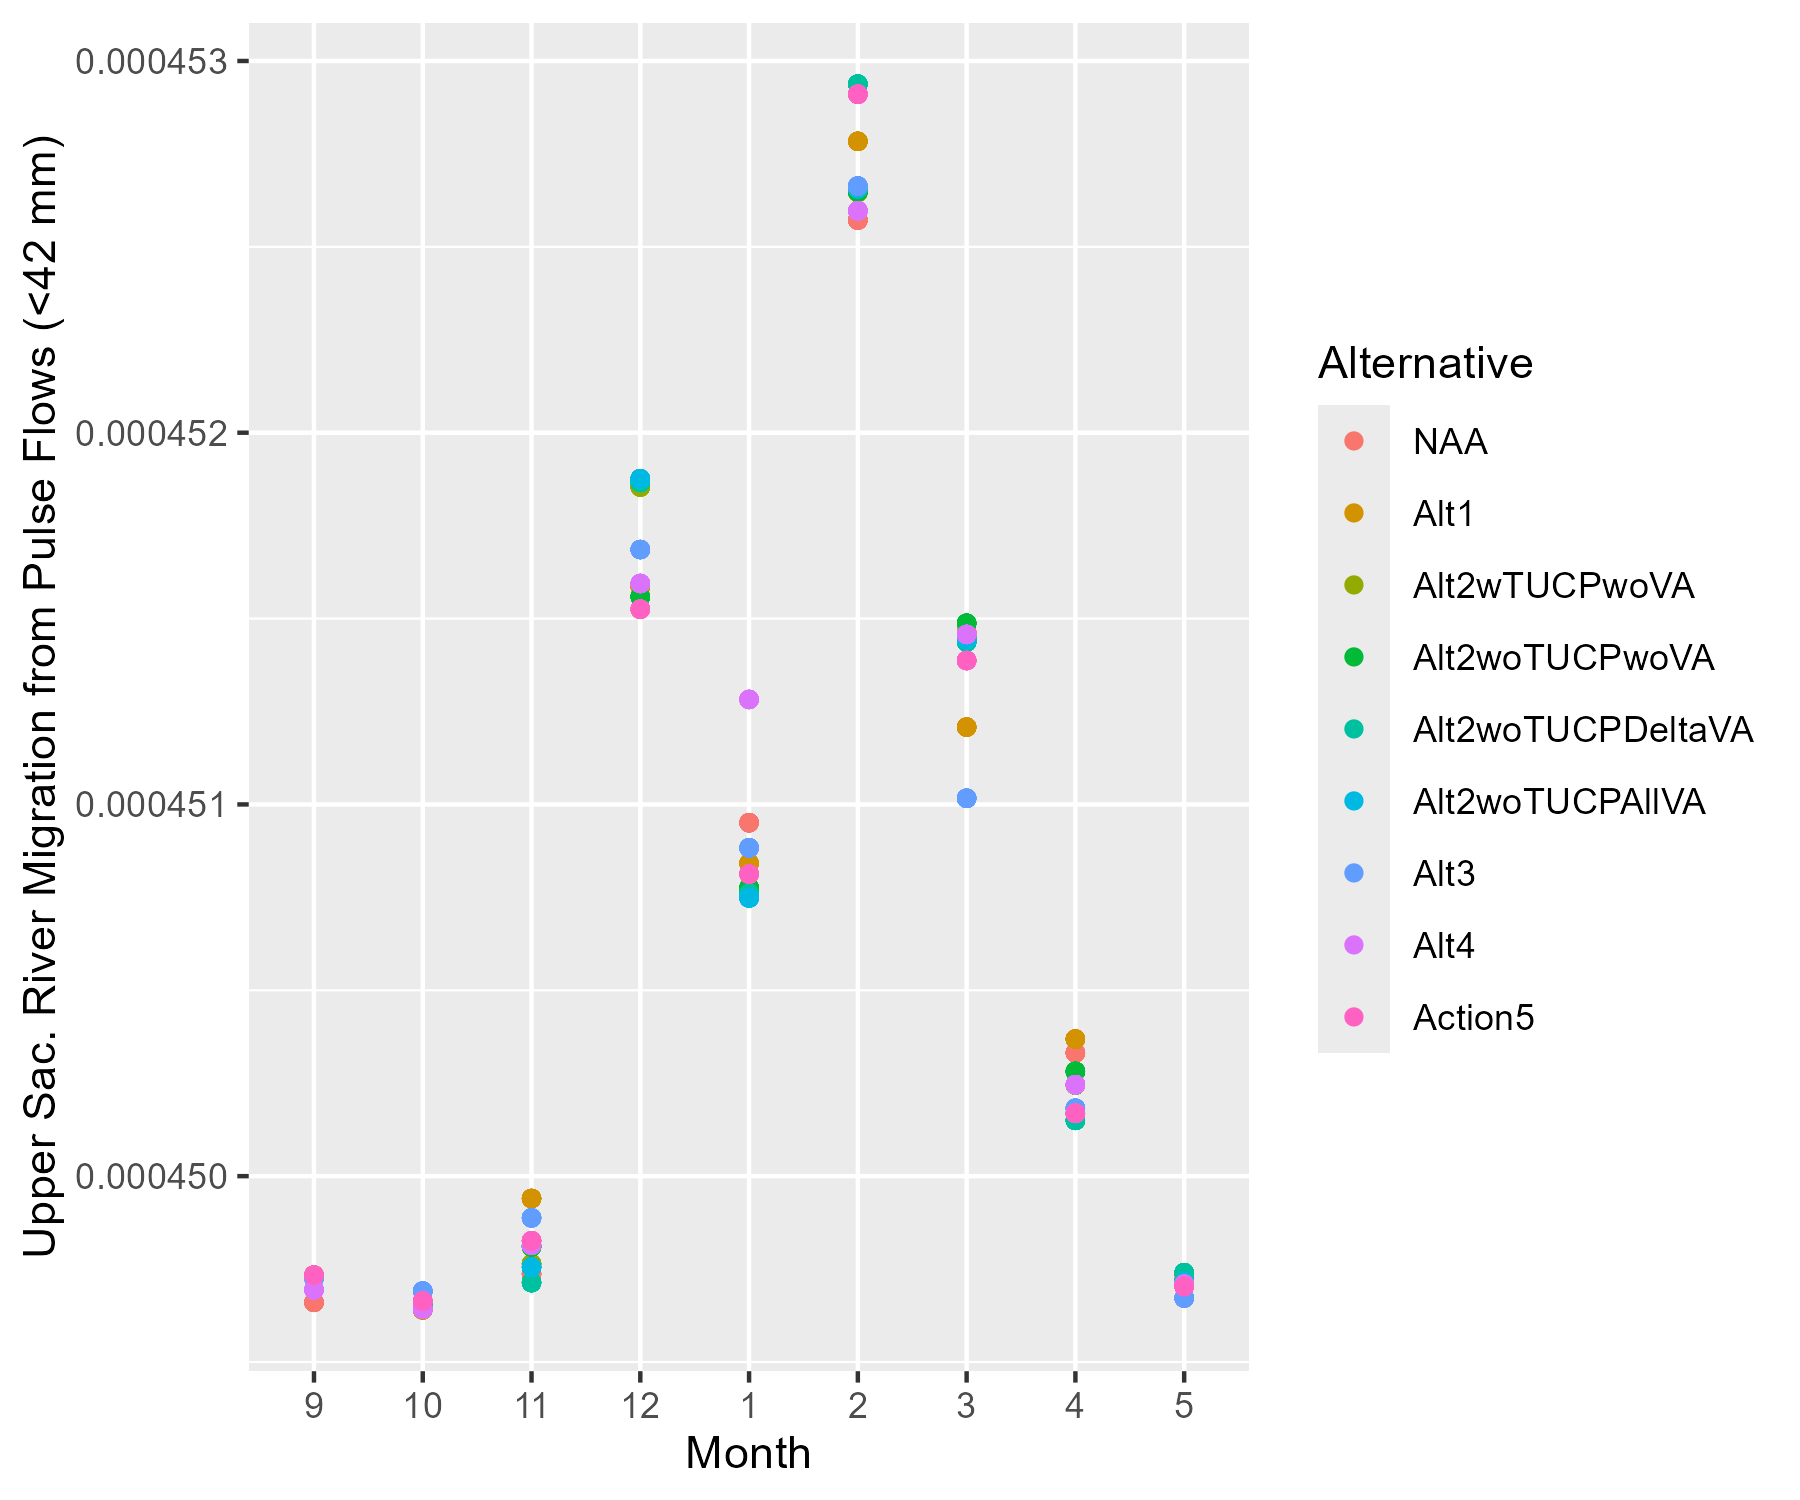 Upper Sac. River Migration from Pulse Flows (<42 mm)
0.000453
0.000452
0.000451
0.000450
9 10 11 12 1 2 3 4 5
Month
Alternative
NAA
Alt1
Alt2wTUCPwoVA
Alt2woTUCPwoVA
Alt2woTUCPDeltaVA
Alt2woTUCPAllVA
Alt3
Alt4
Action5